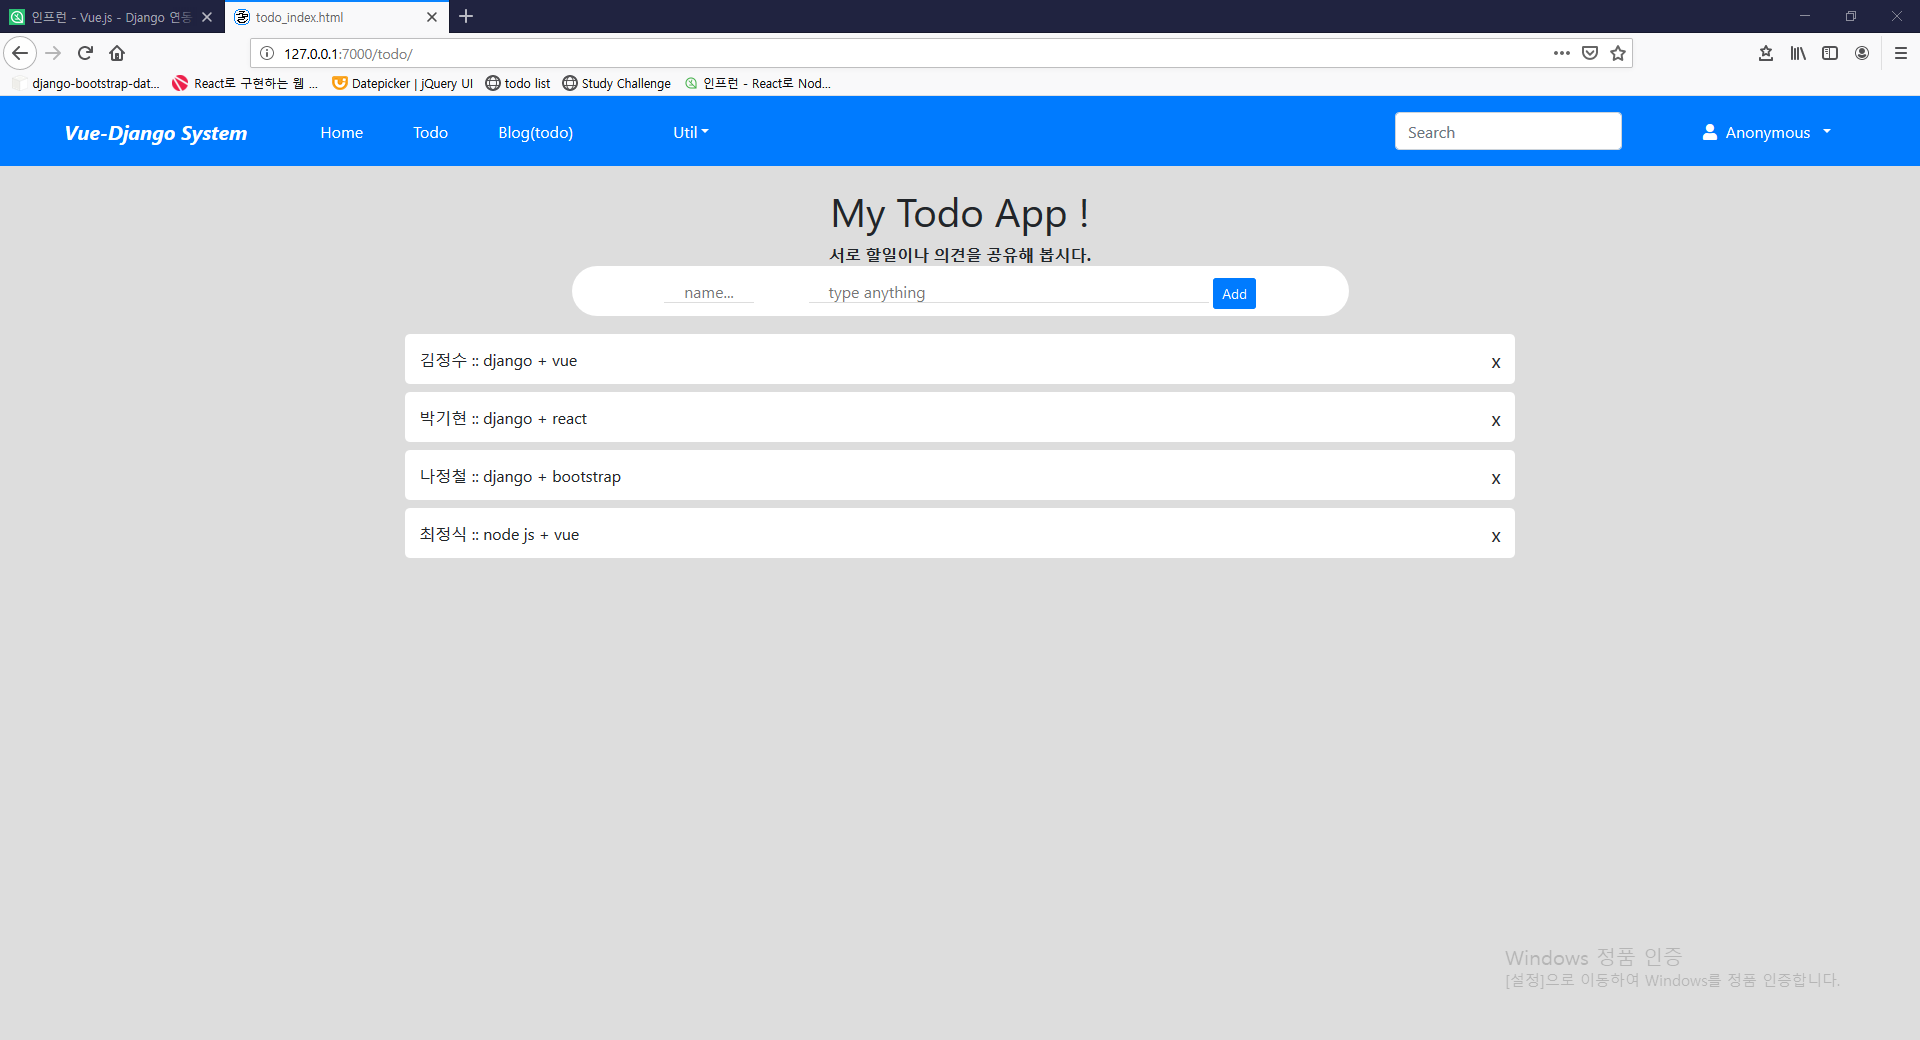 인프런 - Vue.js - Django 연동
todo_index.html
127.0.0.1:7000/todo/
django-bootstrap-dat...
React로 구현하는 웹 ...
Datepicker | jQuery UI
todo list
Study Challenge
인프런 - React로 Nod...
Vue-Django System
Home
Todo
Blog(todo)
Util
Search
Anonymous
My Todo App !
서로 할일이나 의견을 공유해 봅시다.
name...
type anything
Add
김정수 :: django + vue
x
박기현 :: django + react
x
나정철 :: django + bootstrap
x
최정식 :: node js + vue
x
Windows 정품 인증
[설정]으로 이동하여 Windows를 정품 인증합니다.